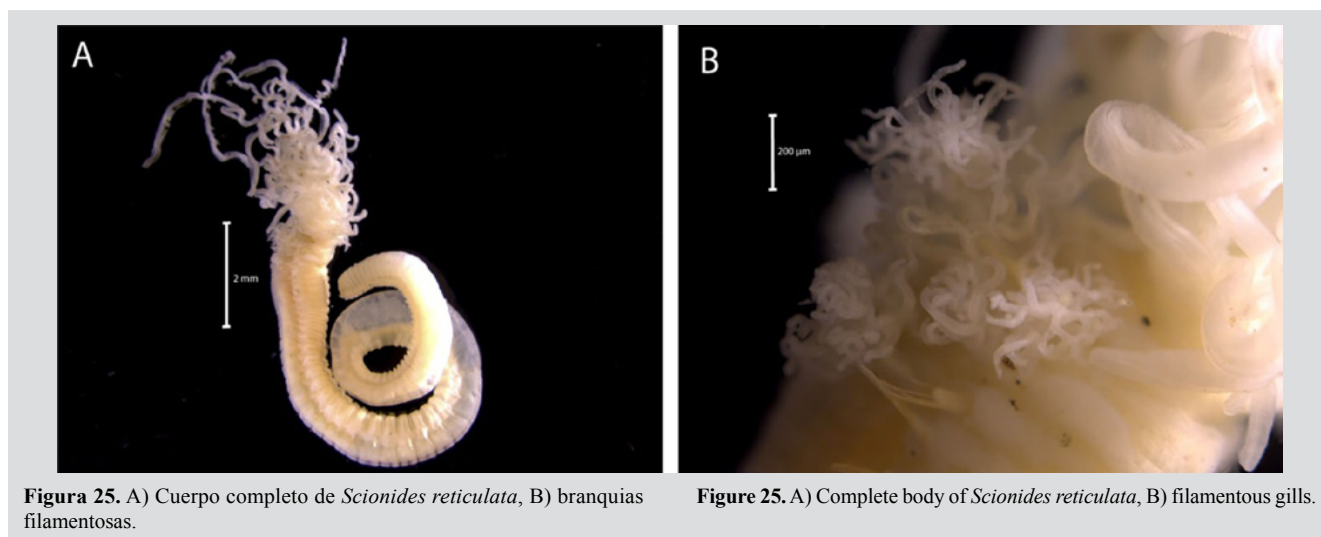 A
2 mm
B
200 µm
Figura 25. A) Cuerpo completo de Scionides reticulata, B) branquias
filamentosas.
Figure 25. A) Complete body of Scionides reticulata, B) filamentous gills.